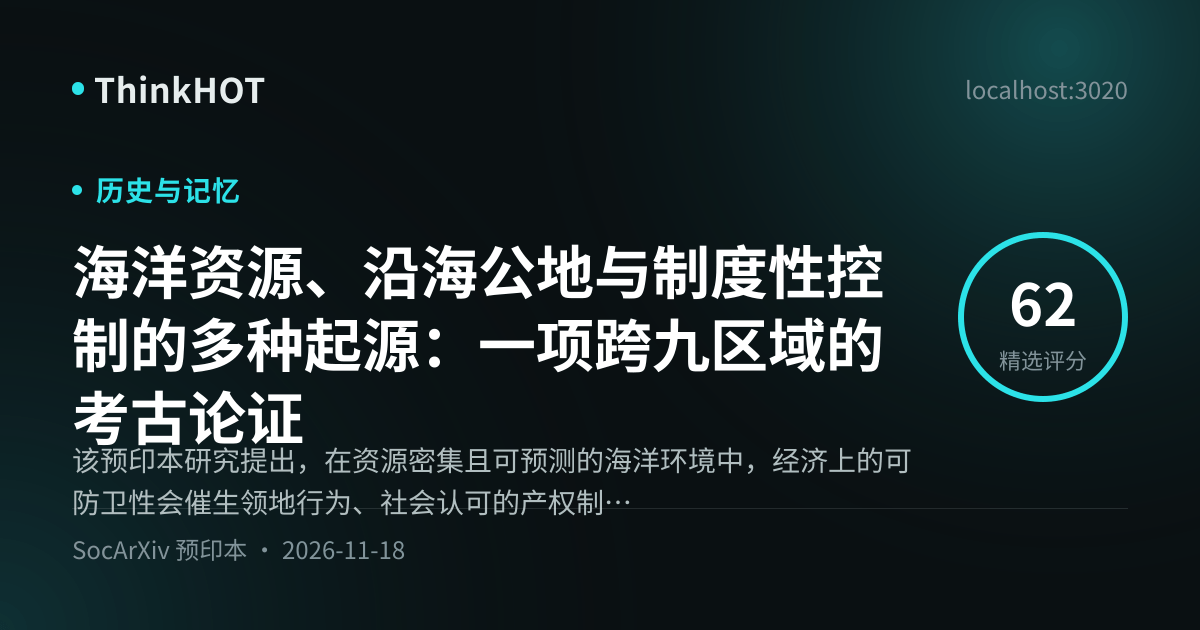 ThinkHOT
localhost:3020
历史与记忆
海洋资源、沿海公地与制度性控
制的多种起源：一项跨九区域的
考古论证
62
精选评分
该预印本研究提出，在资源密集且可预测的海洋环境中，经济上的可
防卫性会催生领地行为、社会认可的产权制…
SocArXiv 预印本 · 2026-11-18